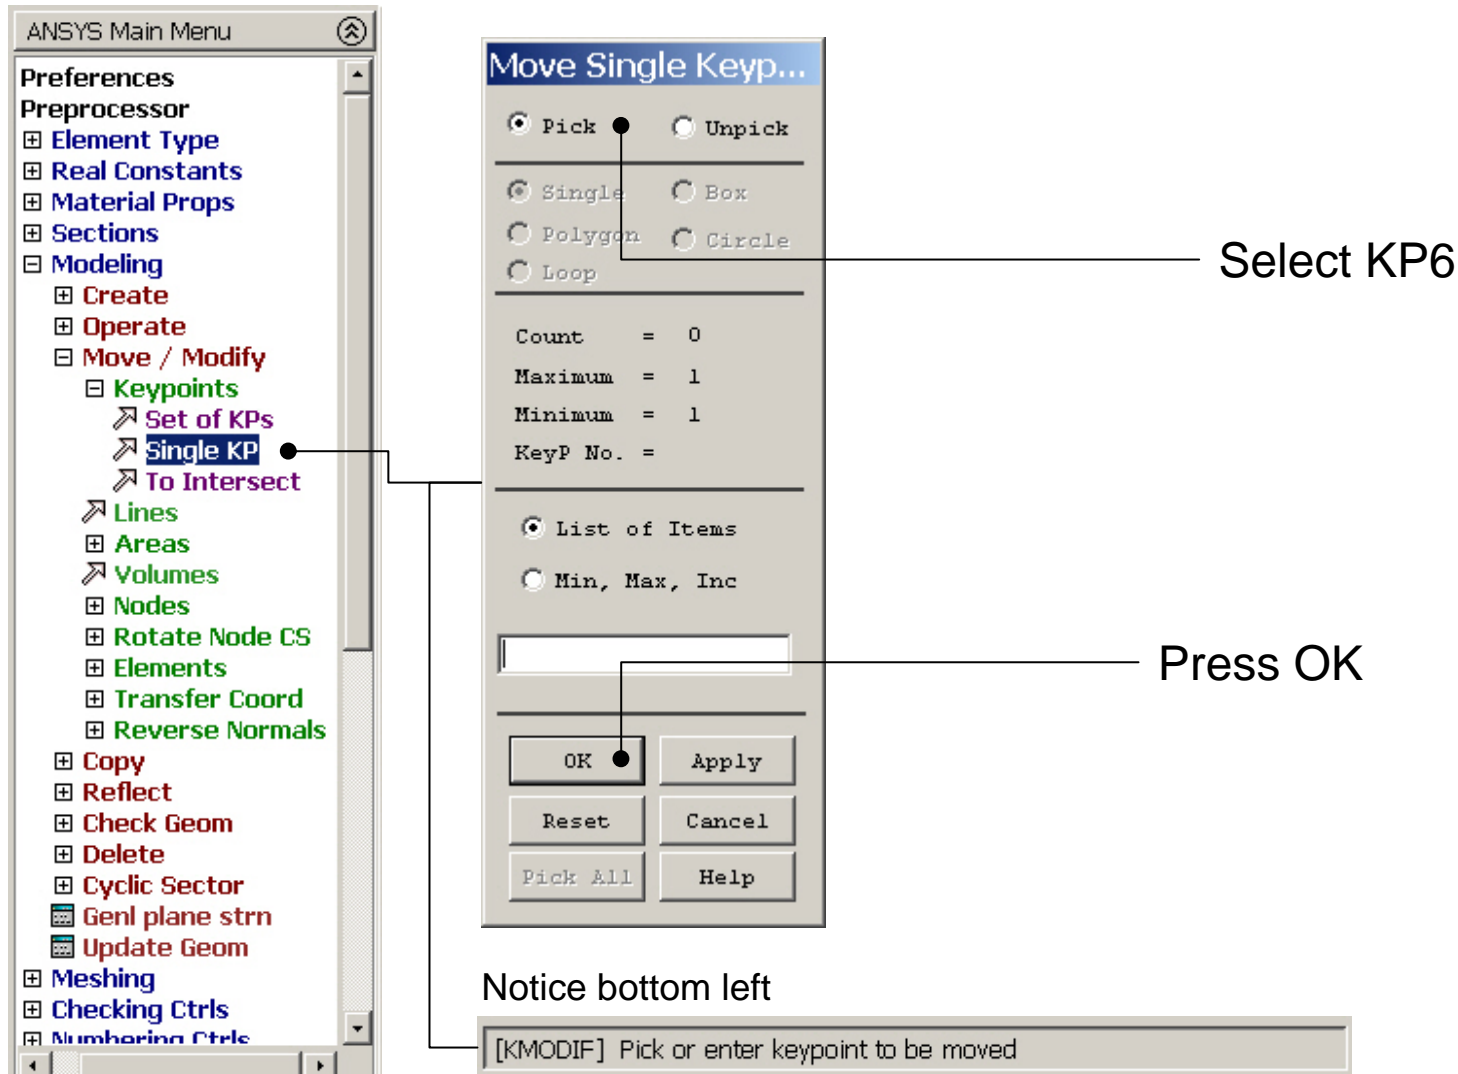 ANSYS Main Menu
Preferences
Preprocessor
Element Type
Real Constants
Material Props
Sections
Modeling
Create
Operate
Move / Modify
Keypoints
Set of KPs
Single KP
To Intersect
Lines
Areas
Volumes
Nodes
Rotate Node CS
Elements
Transfer Coord
Reverse Normals
Copy
Reflect
Check Geom
Delete
Cyclic Sector
Genl plane strn
Update Geom
Meshing
Checking Ctrls
Numbering Ctrls
Move Single Keyp...
Pick Unpick
Single Box
Polygon Circle
Loop
Count = 0
Maximum = 1
Minimum = 1
KeyP No. =
List of Items
Min, Max, Inc
OK Apply
Reset Cancel
Pick All Help
Select KP6
Press OK
Notice bottom left
[KMODIF] Pick or enter keypoint to be moved